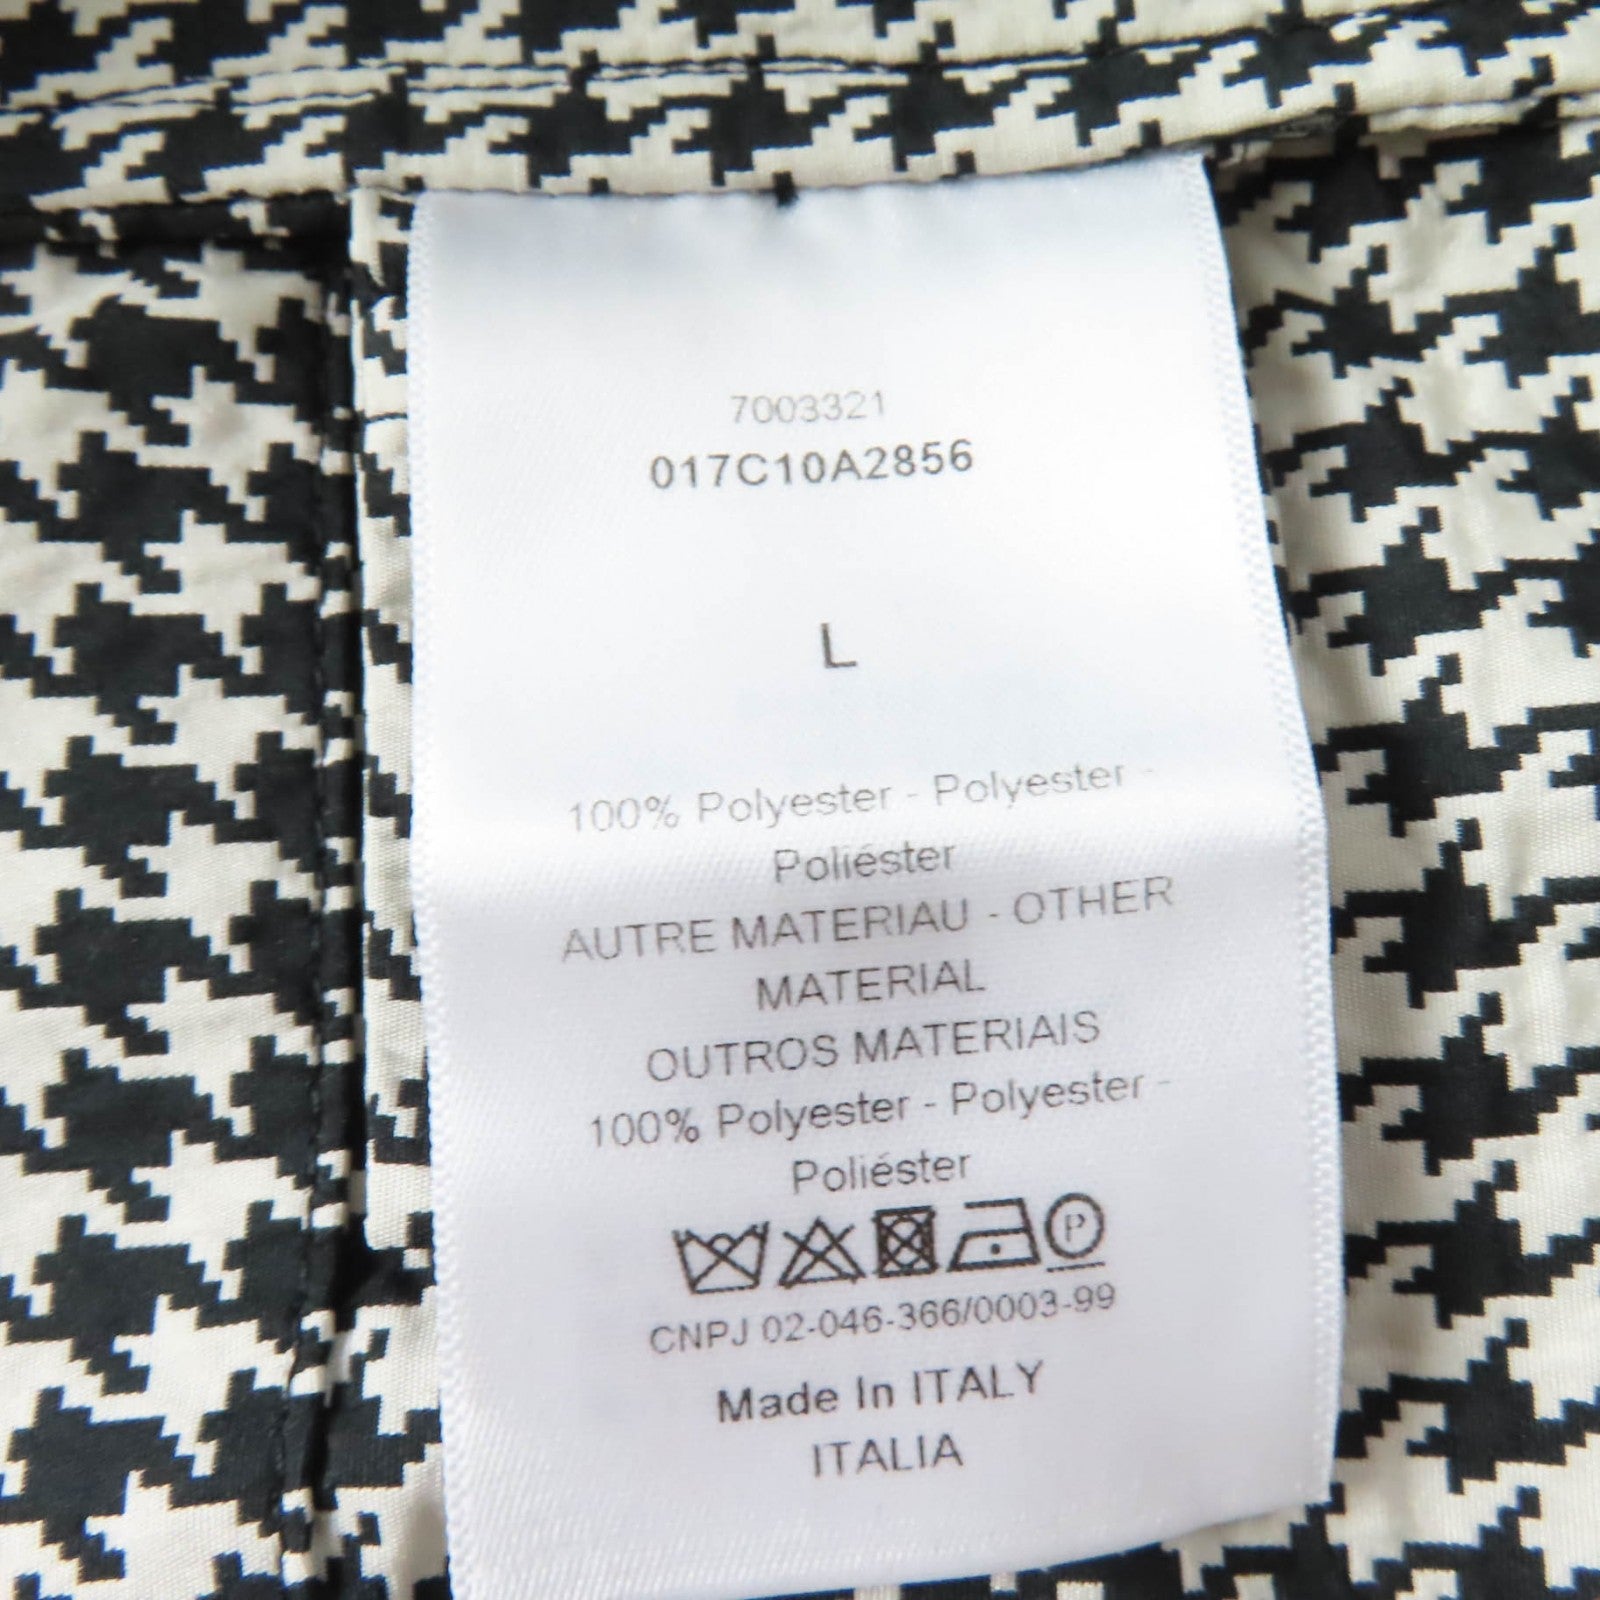 7003321
017C10A2856
L
100% Polyester - Polyester -
Poliéster
AUTRE MATERIAU - OTHER
MATERIAL
OUTROS MATERIAIS
100% Polyester - Polyester -
Poliéster
P
CNPJ 02-046-366/0003-99
Made In ITALY
ITALIA